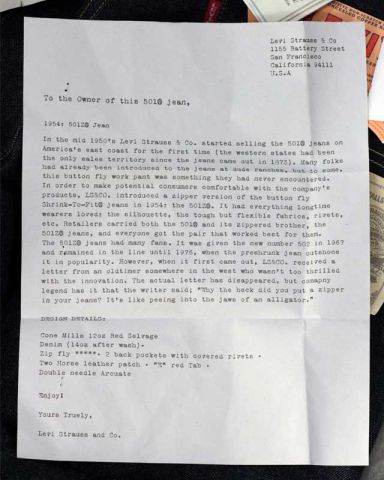 Levi Strauss & Co
1155 Battery Street
San Francisco
California 94111
U.S.A
To the Owner of this 501® jean,
1954: 501Z® Jean
In the mid 1950's Levi Strauss & Co. started selling the 501® jeans on
America's east coast for the first time (the western states had been
the only sales territory since the jeans came out in 1873). Many folks
had already been introduced to the jeans at dude ranches, but to some,
this button fly work pant was something they had never encountered.
In order to make potential consumers comfortable with the company's
products, LS&CO. introduced a zipper version of the button fly
Shrink-To-Fit® jeans in 1954: the 501Z®. It had everything longtime
wearers loved: the silhouette, the tough but flexible fabrics, rivets,
etc. Retailers carried both the 501® and its zippered brother, the
501Z® jeans, and everyone got the pair that worked best for them.
The 501Z® jeans had many fans. It was given the new number 502 in 1967
and remained in the line until 1976, when the preshrunk jean outshone
it in popularity. However, when it first came out, LS&CO. received a
letter from an oldtimer somewhere in the west who wasn't too thrilled
with the innovation. The actual letter has disappeared, but comapny
legend has it that the writer said; "Why the heck did you put a zipper
in your jeans? It's like peeing into the jaws of an alligator."
DESIGN DETAILS:
Cone Mills 12oz Red Selvage
Denim (14oz after wash)•
Zip fly *****• 2 back pockets with covered rivets •
Two Horse leather patch • "E" red Tab •
Double needle Arcuate
Enjoy!
Yours Truely,
Levi Strauss and Co.